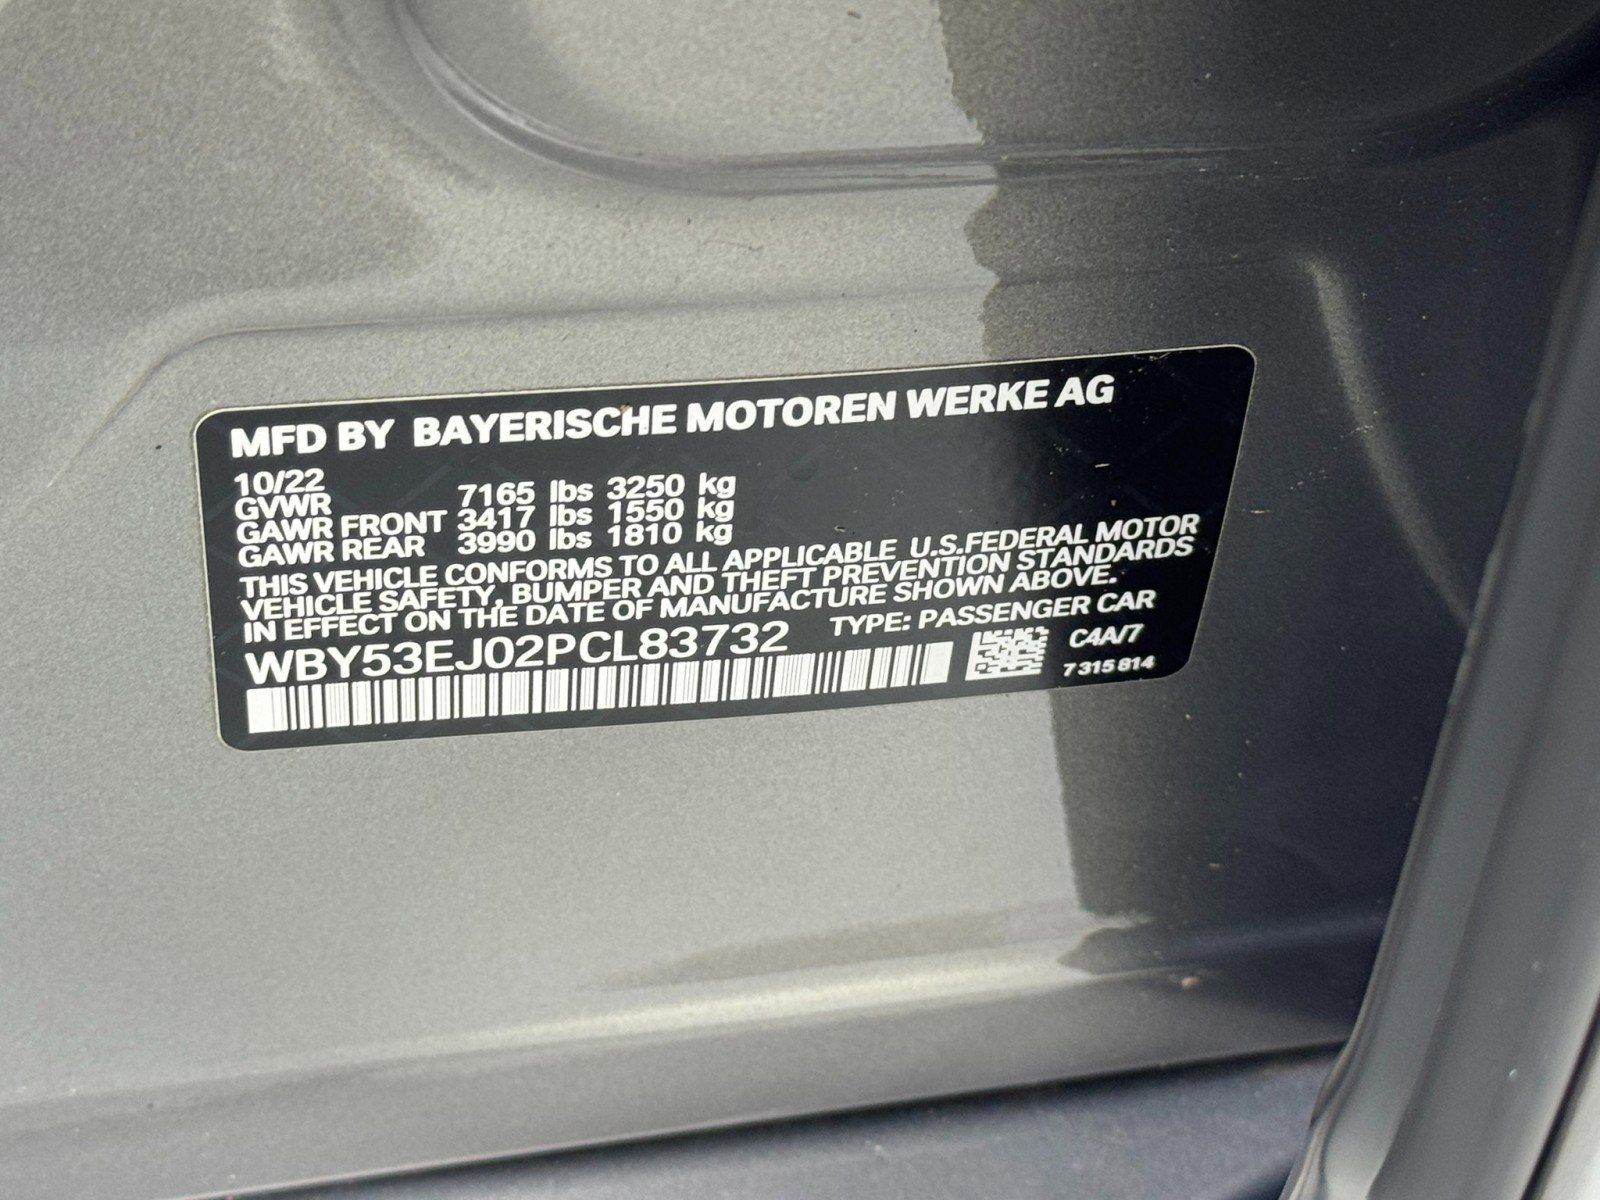 MFD BY BAYERISCHE MOTOREN WERKE AG
10/22
GVWR 7165 lbs 3250 kg
GAWR FRONT 3417 lbs 1550 kg
GAWR REAR 3990 lbs 1810 kg
THIS VEHICLE CONFORMS TO ALL APPLICABLE U.S.FEDERAL MOTOR
VEHICLE SAFETY, BUMPER AND THEFT PREVENTION STANDARDS
IN EFFECT ON THE DATE OF MANUFACTURE SHOWN ABOVE.
WBY53EJ02PCL83732 TYPE: PASSENGER CAR
C4A/7
7 315 814